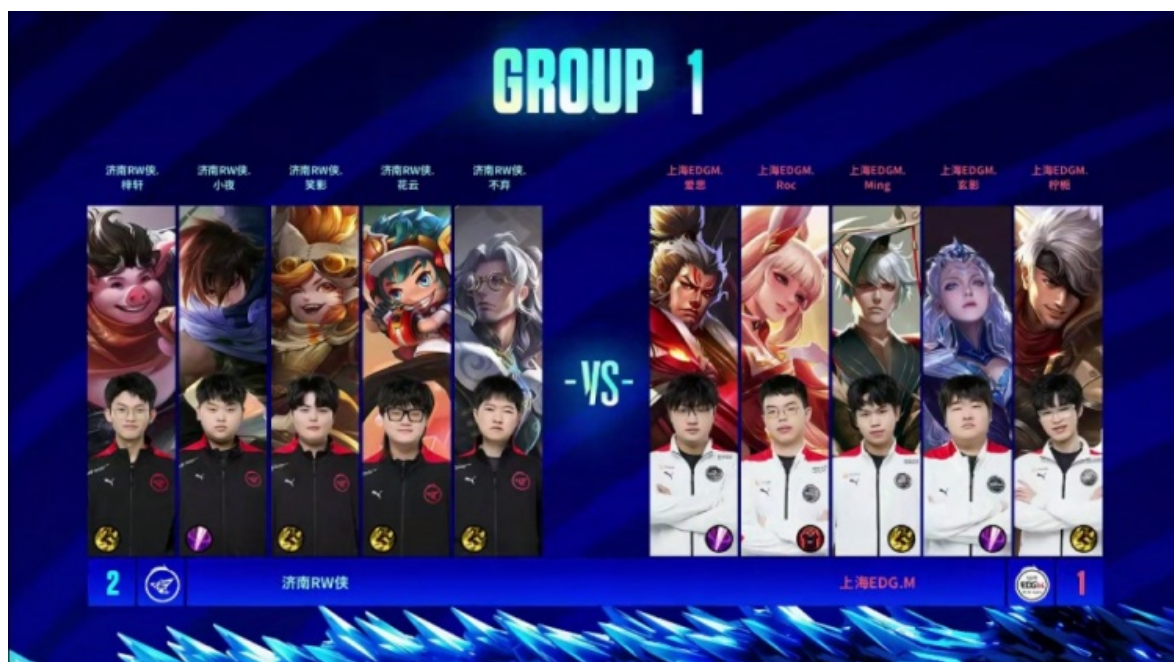 GROUP 1
济南RW侠.
梓轩
济南RW侠.
小夜
济南RW侠.
笑影
济南RW侠.
花云
济南RW侠.
不弃
上海EDGM.
爱思
上海EDGM.
Roc
上海EDGM.
Ming
上海EDGM.
玄影
上海EDGM.
柠栀
-VS-
2
济南RW侠
上海EDG.M
1